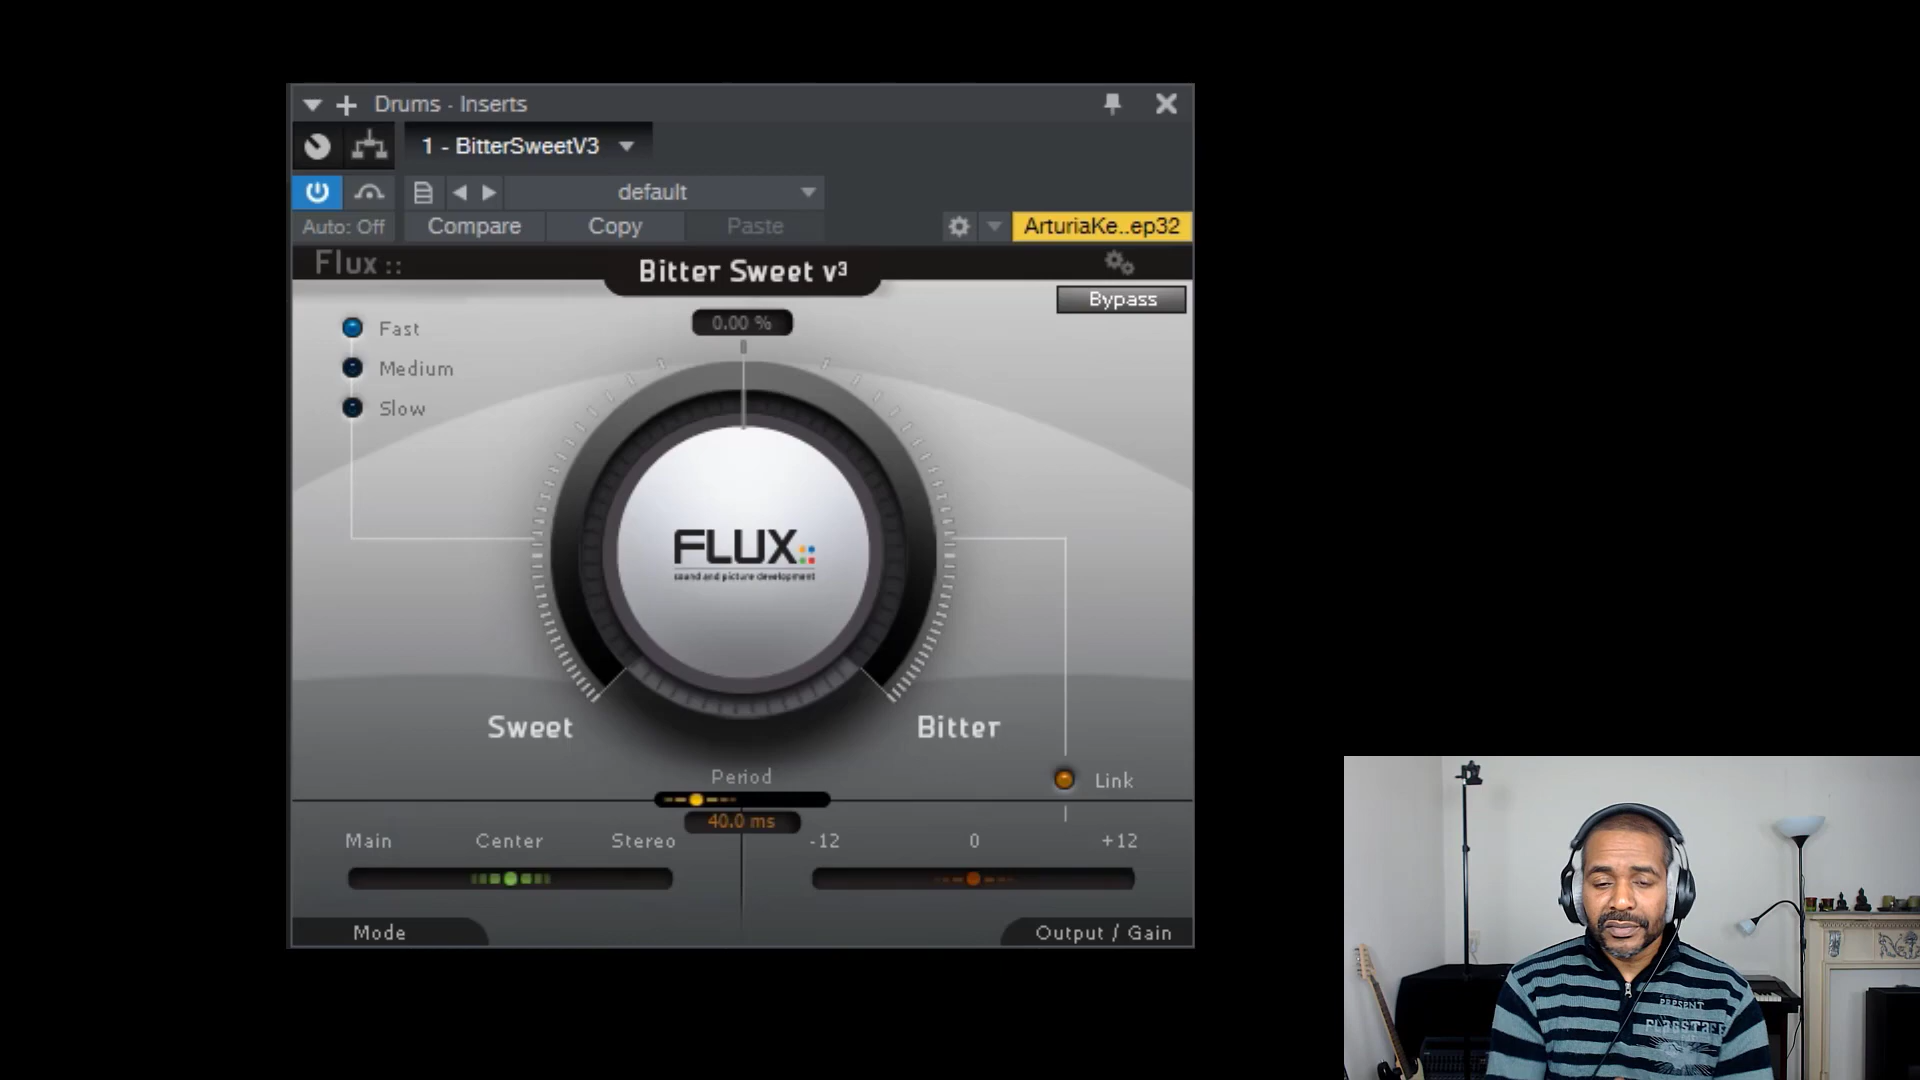 Drums - Inserts
1 - BitterSweetV3
default
Auto: Off
Compare
Copy
Paste
ArturiaKe..ep32
Flux ::
Bitter Sweet v³
Bypass
0.00 %
Fast
Medium
Slow
FLUX::
sound and picture development
Sweet
Bitter
Period
Link
40.0 ms
Main
Center
Stereo
-12
0
+12
Mode
Output / Gain
PRESENT
FLAGSTAFF